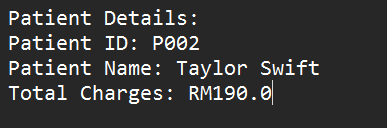 Patient Details:
Patient ID: P002
Patient Name: Taylor Swift
Total Charges: RM190.0